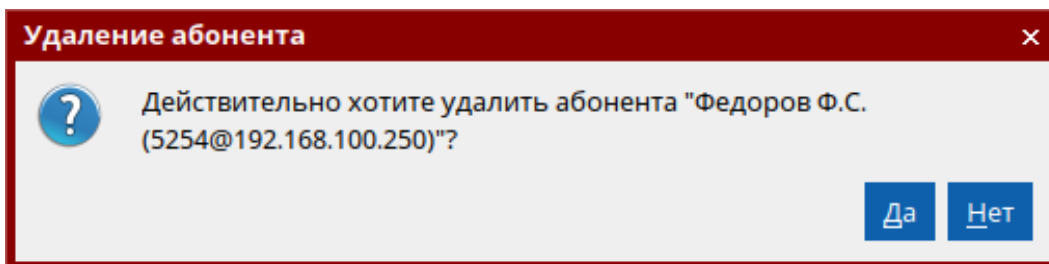 Удаление абонента
Действительно хотите удалить абонента "Федоров Ф.С.
(5254@192.168.100.250)"?
Да Нет